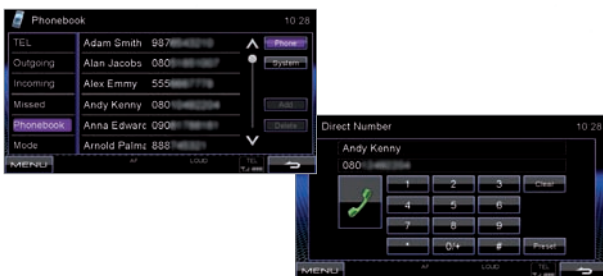 Phonebook 10 28
TEL Adam Smith 987 Phone
Outgoing Alan Jacobs 080 System
Incoming Alex Emmy 555
Missed Andy Kenny 080 Add
Phonebook Anna Edwarc 090 Delete
Mode Arnold Palma 888
MENU AF LOUD TEL
Direct Number 10 28
Andy Kenny
080
1 2 3 Clear
4 5 6
7 8 9
* 0/+ # Preset
MENU AF LOUD TEL